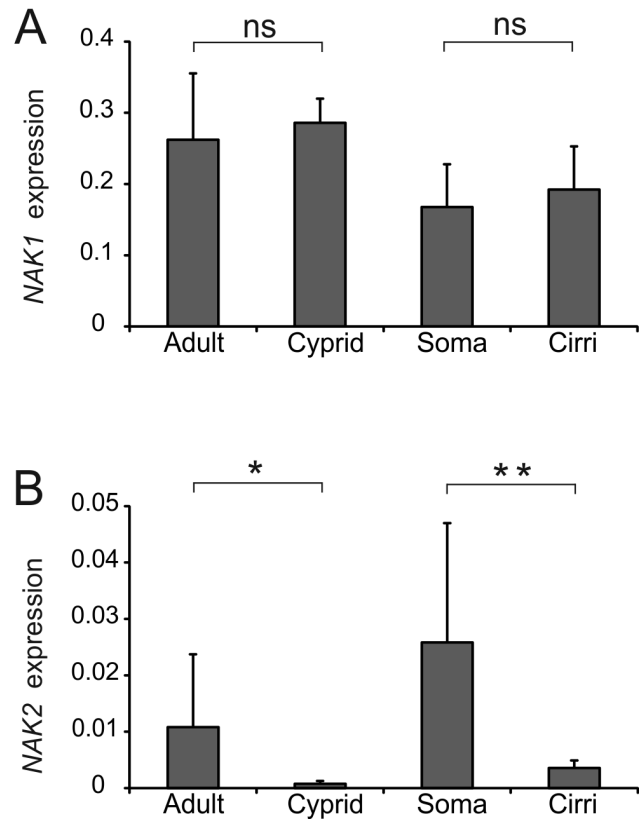 A
ns
ns
0.4
0.3
0.2
0.1
0
NAK1 expression
Adult
Cyprid
Soma
Cirri
B
*
**
0.05
0.04
0.03
0.02
0.01
0
NAK2 expression
Adult
Cyprid
Soma
Cirri